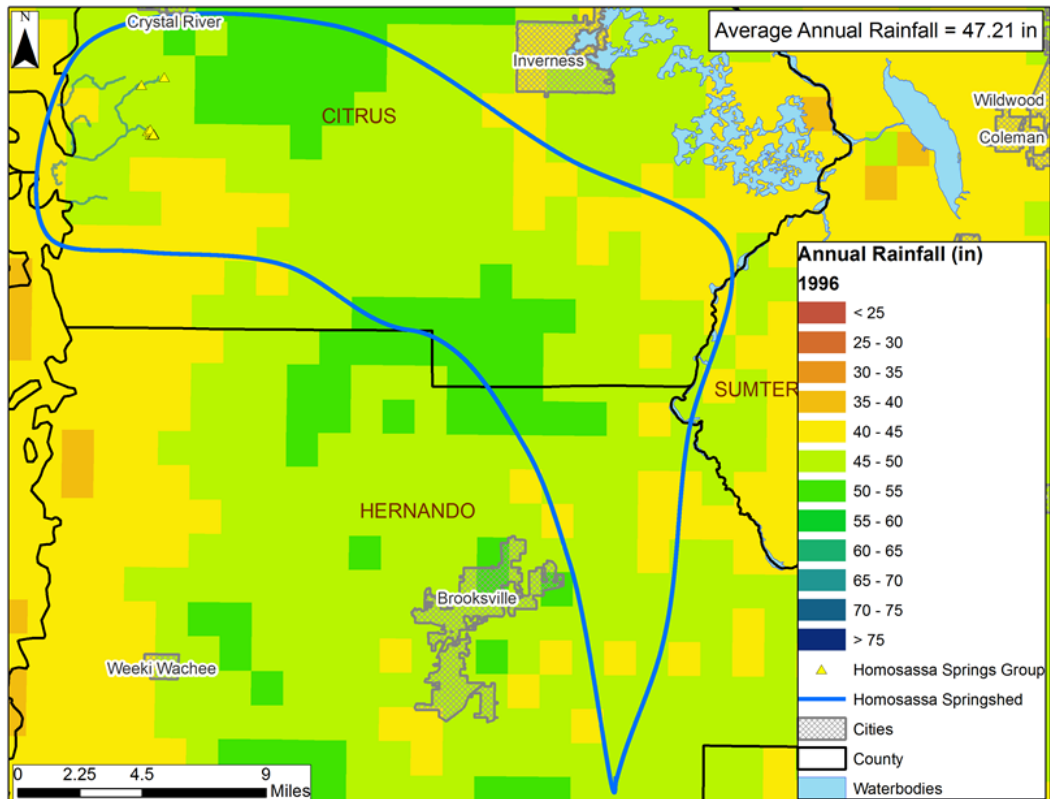 N
Crystal River
Average Annual Rainfall = 47.21 in
Inverness
Wildwood
CITRUS
Coleman
Annual Rainfall (in)
1996
< 25
25 - 30
30 - 35
35 - 40
40 - 45
45 - 50
50 - 55
55 - 60
60 - 65
65 - 70
70 - 75
> 75
Homosassa Springs Group
Homosassa Springshed
Cities
County
Waterbodies
SUMTER
HERNANDO
Brooksville
Weeki Wachee
0 2.25 4.5 9
Miles